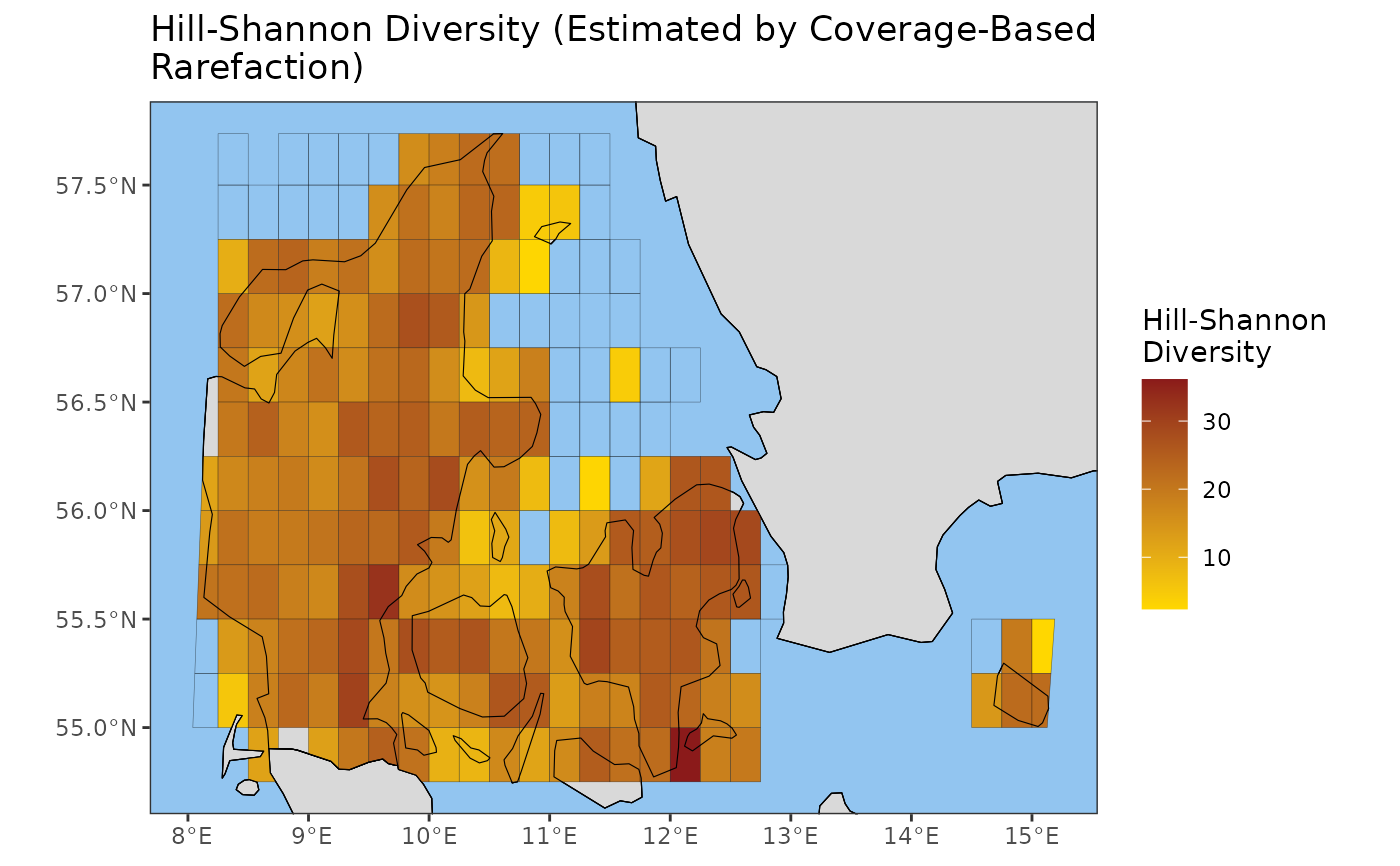 Hill-Shannon Diversity (Estimated by Coverage-Based
Rarefaction)
57.5°N
57.0°N
56.5°N
56.0°N
55.5°N
55.0°N
8°E
9°E
10°E
11°E
12°E
13°E
14°E
15°E
Hill-Shannon
Diversity
30
20
10